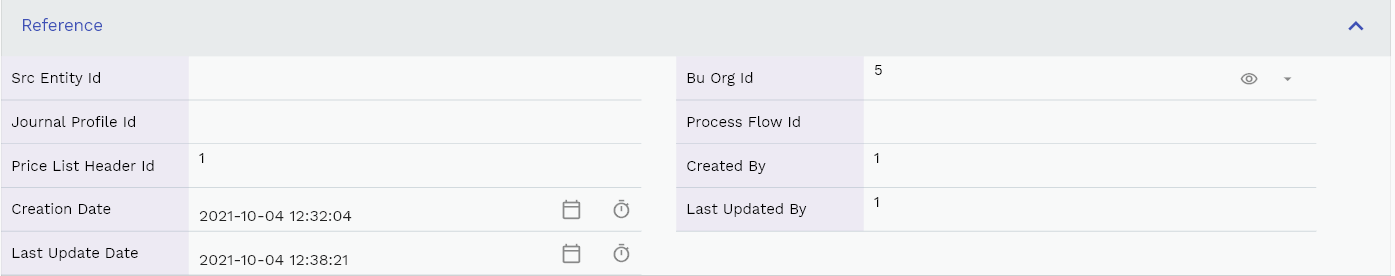 Reference
Src Entity Id
Bu Org Id 5
Journal Profile Id
Process Flow Id
Price List Header Id 1
Created By 1
Creation Date 2021-10-04 12:32:04
Last Updated By 1
Last Update Date 2021-10-04 12:38:21